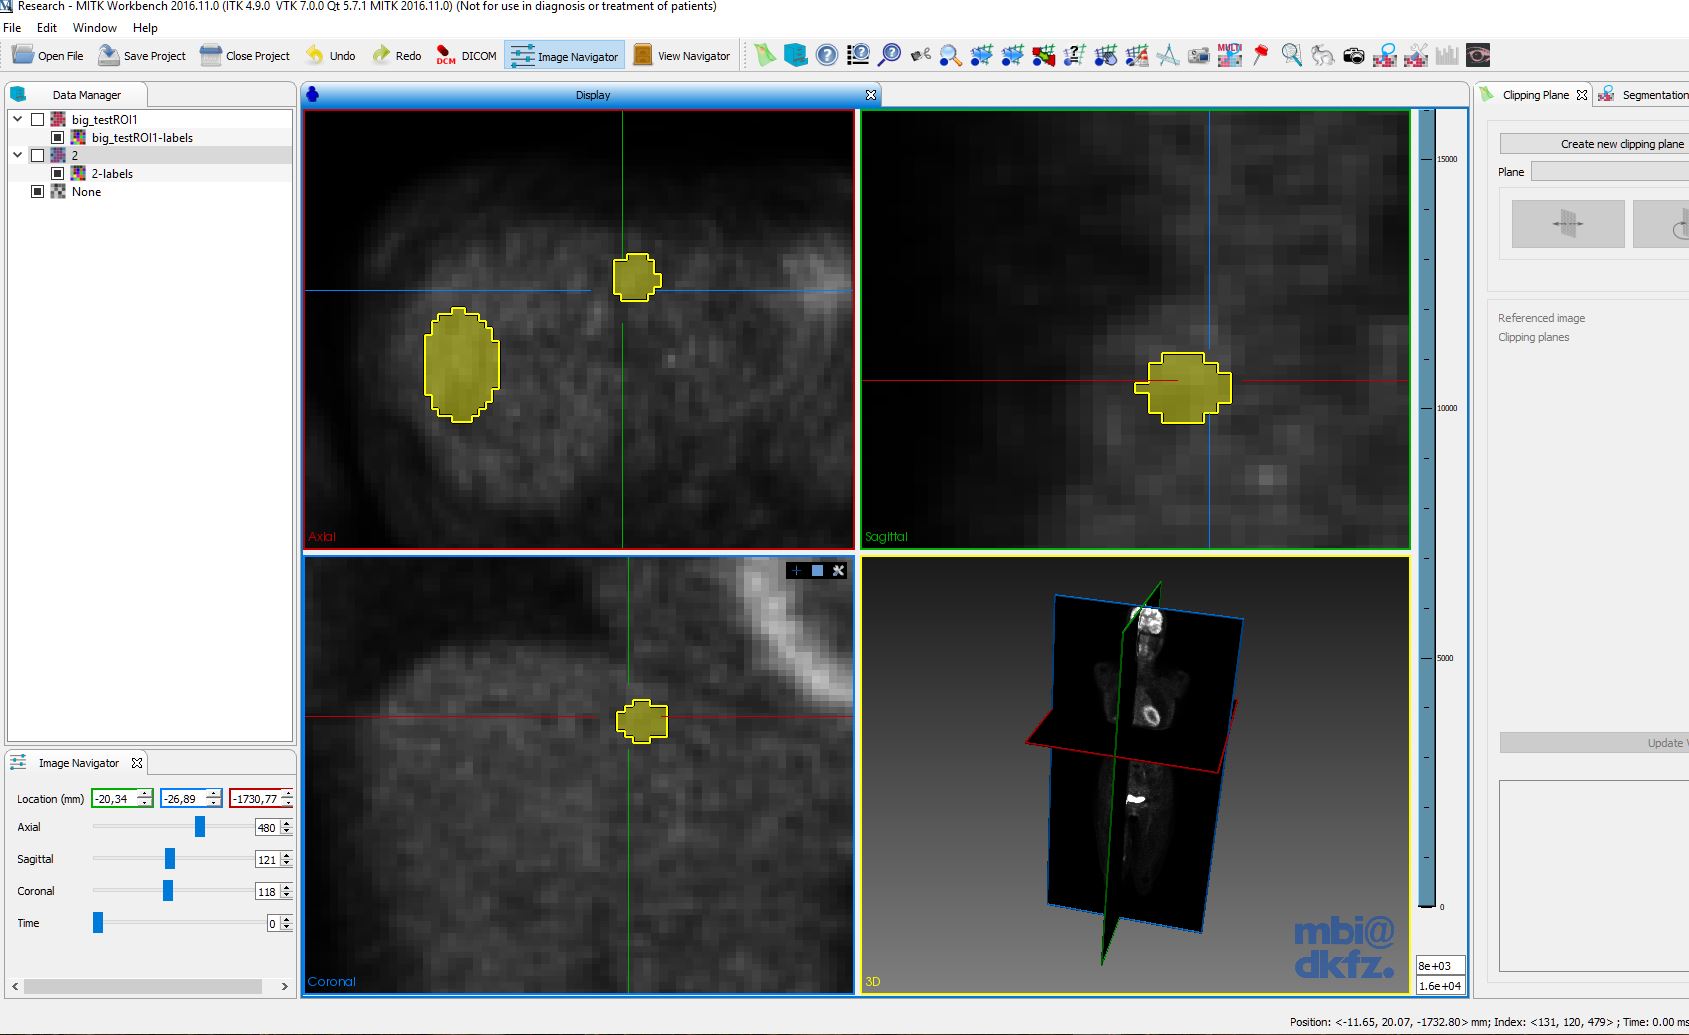 Research - MITK Workbench 2016.11.0 (ITK 4.9.0  VTK 7.0.0 Qt 5.7.1 MITK 2016.11.0) (Not for use in diagnosis or treatment of patients)
File Edit Window Help
Open File Save Project Close Project Undo Redo DCM DICOM Image Navigator View Navigator MULTI
Data Manager
Display
Clipping Plane Segmentation
big_testROI1
big_testROI1-labels
2
2-labels
None
Axial
Sagittal
Coronal
3D
mbi@
dkfz.
15000
10000
5000
0
8e+03
1.6e+04
Create new clipping plane
Plane
Referenced image
Clipping planes
Update
Image Navigator
Location (mm) -20,34 -26,89 -1730,77
Axial 480
Sagittal 121
Coronal 118
Time 0
Position: <-11.65, 20.07, -1732.80> mm; Index: <131, 120, 479> ; Time: 0.00 ms